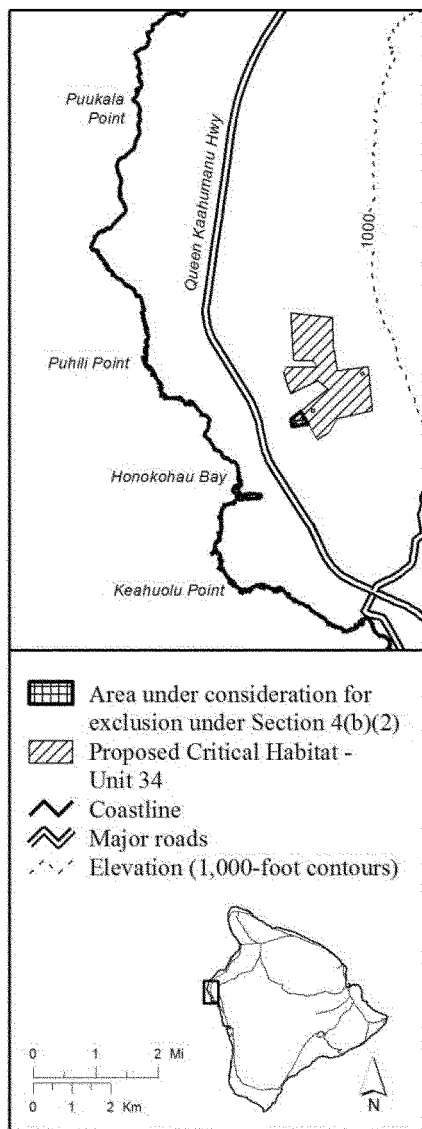 Puukala
Point
Queen Kaahumanu Hwy
1000
Puhili Point
Honokohau Bay
Keahuolu Point
Area under consideration for
exclusion under Section 4(b)(2)
Proposed Critical Habitat -
Unit 34
Coastline
Major roads
Elevation (1,000-foot contours)
0 1 2 Mi
0 1 2 Km
N